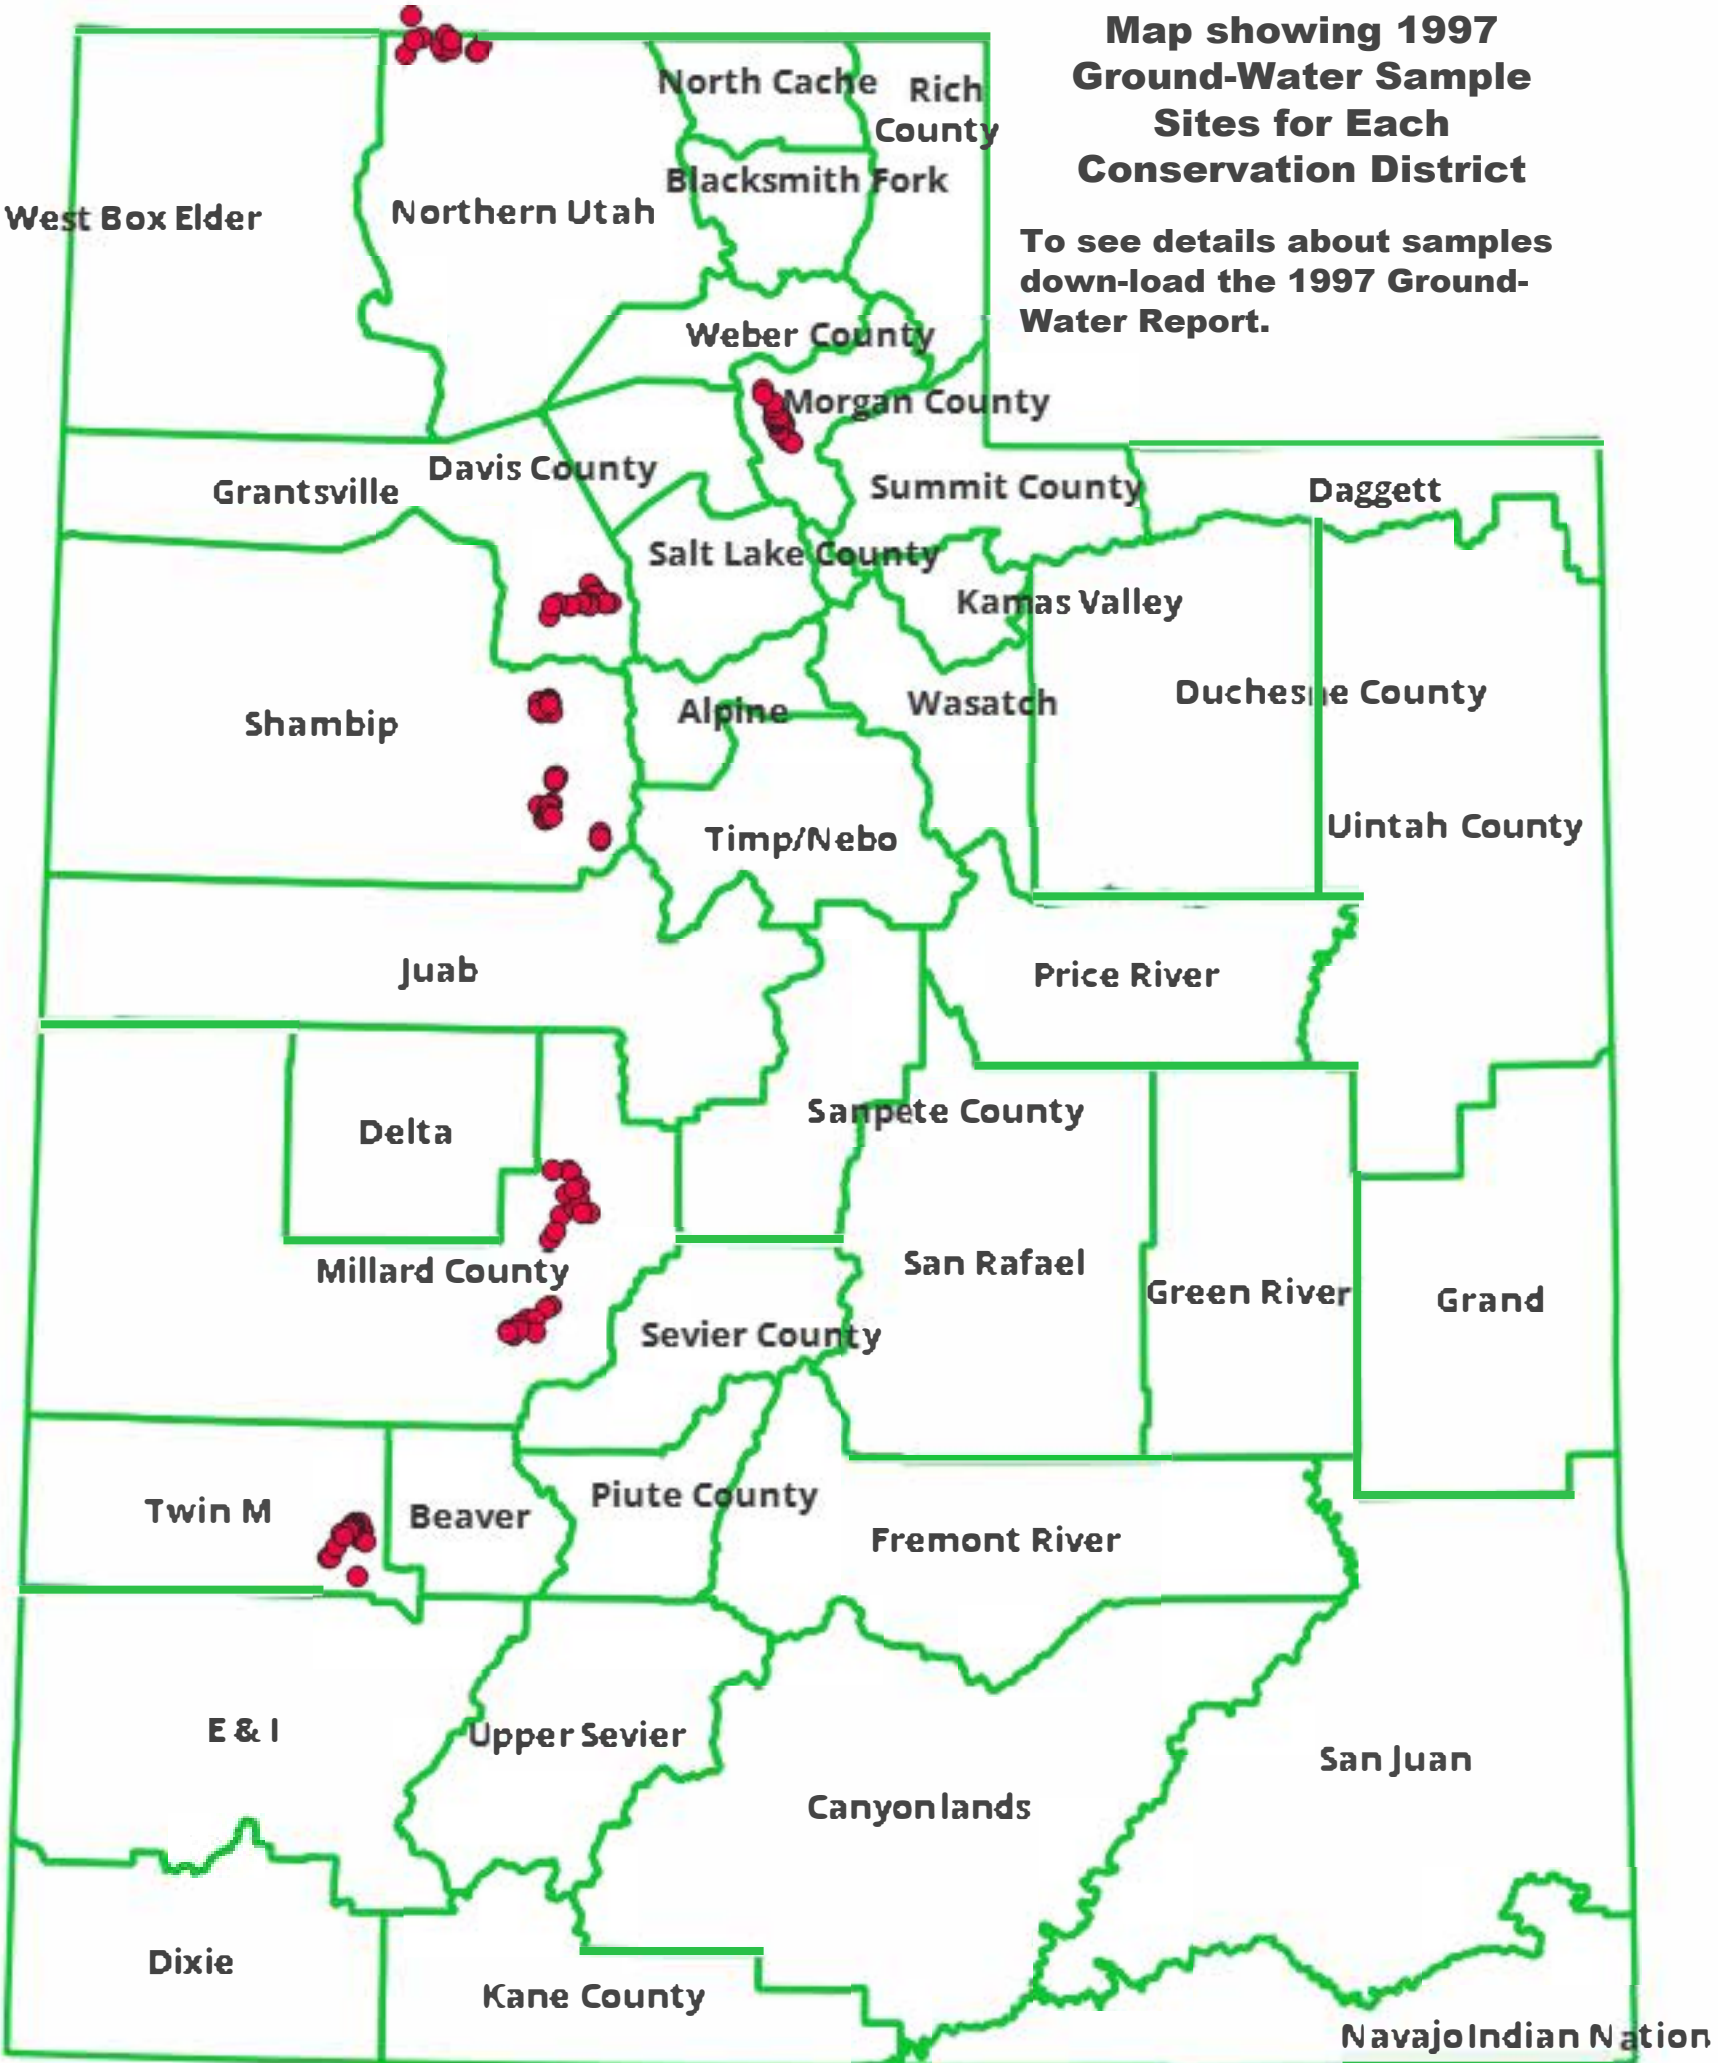 Map showing 1997
Ground-Water Sample
Sites for Each
Conservation District
To see details about samples
down-load the 1997 Ground-
Water Report.
North Cache
Rich
County
Blacksmith Fork
West Box Elder
Northern Utah
Weber County
Morgan County
Davis County
Grantsville
Summit County
Daggett
Salt Lake County
Kamas Valley
Shambip
Alpine
Wasatch
Duchesne County
Timp/Nebo
Uintah County
Juab
Price River
Delta
Sanpete County
Millard County
San Rafael
Green River
Grand
Sevier County
Twin M
Beaver
Piute County
Fremont River
E & I
Upper Sevier
San Juan
Canyonlands
Dixie
Kane County
Navajo Indian Nation